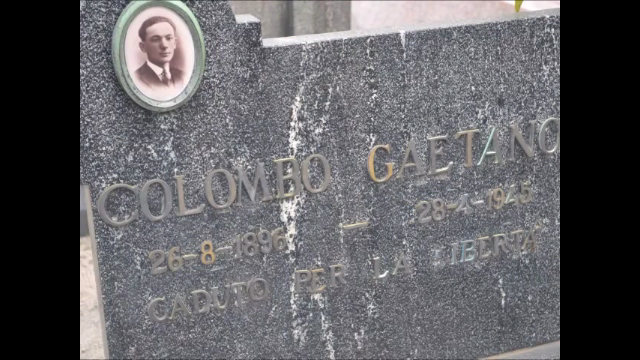 COLOMBO GAETANO
26-8-1896 — 28-4-1945
CADUTO PER LA LIBERTA'